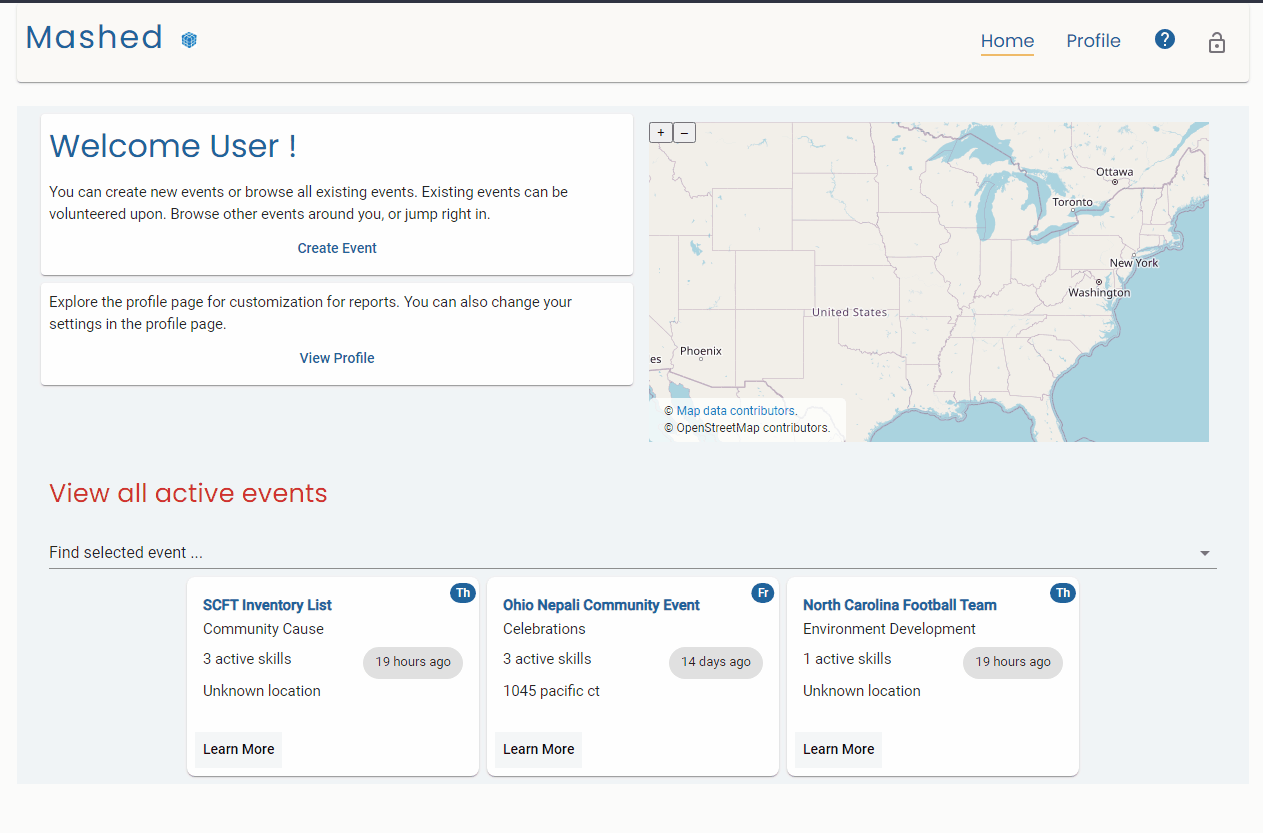 Mashed
Home Profile ?
Welcome User !
You can create new events or browse all existing events. Existing events can be
volunteered upon. Browse other events around you, or jump right in.
Create Event
Explore the profile page for customization for reports. You can also change your
settings in the profile page.
View Profile
+ –
Ottawa
Toronto
New York
Washington
United States
Phoenix
es
© Map data contributors.
© OpenStreetMap contributors.
View all active events
Find selected event ...
Th
SCFT Inventory List
Community Cause
3 active skills
19 hours ago
Unknown location
Learn More
Fr
Ohio Nepali Community Event
Celebrations
3 active skills
14 days ago
1045 pacific ct
Learn More
Th
North Carolina Football Team
Environment Development
1 active skills
19 hours ago
Unknown location
Learn More